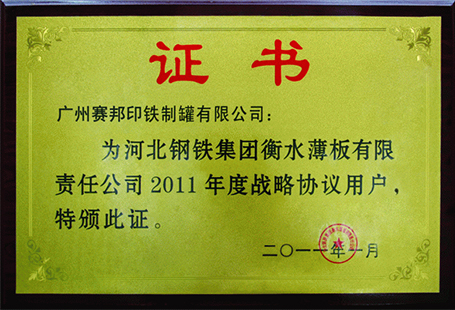 证书
广州赛邦印铁制罐有限公司：
为河北钢铁集团衡水薄板有限
责任公司2011年度战略协议用户，
特颁此证。
二〇一一年一月